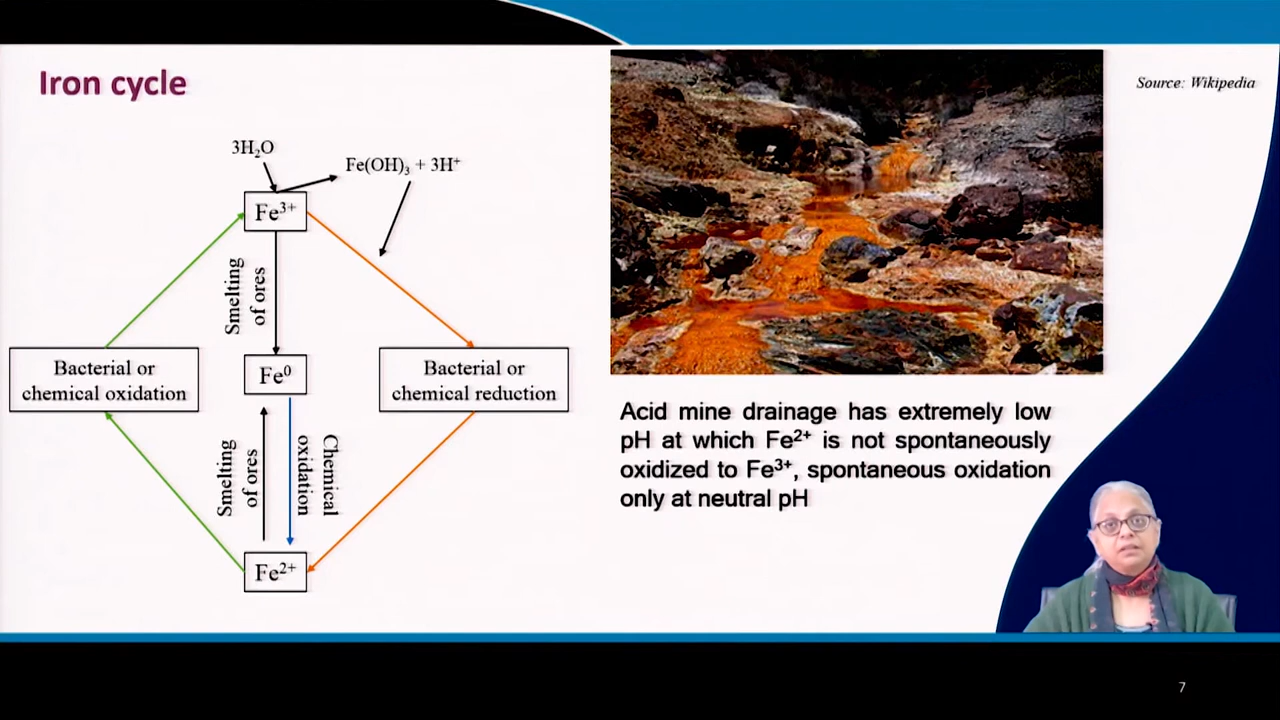 Iron cycle
Source: Wikipedia
3H₂O
Fe(OH)₃ + 3H⁺
Fe³⁺
Smelting
of ores
Bacterial or
chemical oxidation
Fe⁰
Bacterial or
chemical reduction
Smelting
of ores
Chemical
oxidation
Fe²⁺
Acid mine drainage has extremely low
pH at which Fe²⁺ is not spontaneously
oxidized to Fe³⁺, spontaneous oxidation
only at neutral pH
7